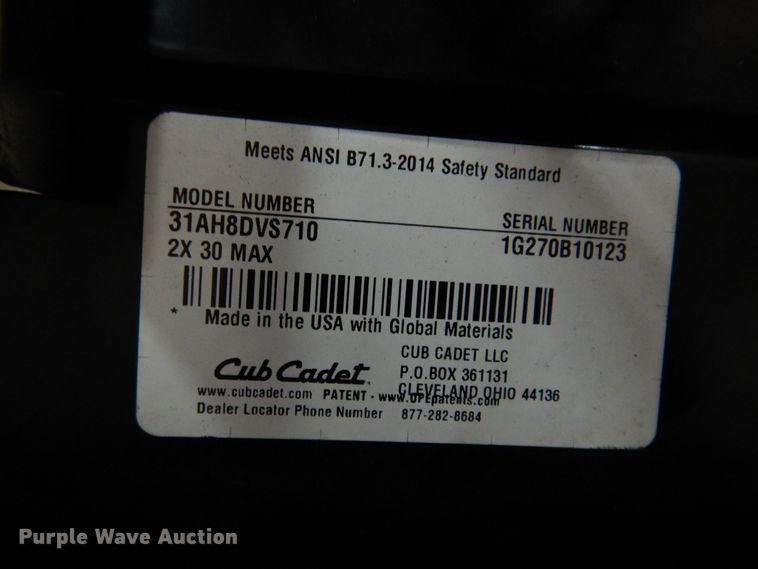 Meets ANSI B71.3-2014 Safety Standard
MODEL NUMBER
31AH8DVS710
2X 30 MAX
SERIAL NUMBER
1G270B10123
* Made in the USA with Global Materials
Cub Cadet.
CUB CADET LLC
P.O.BOX 361131
CLEVELAND OHIO 44136
www.cubcadet.com PATENT - www.OPEpatents.com
Dealer Locator Phone Number 877-282-8684
Purple Wave Auction